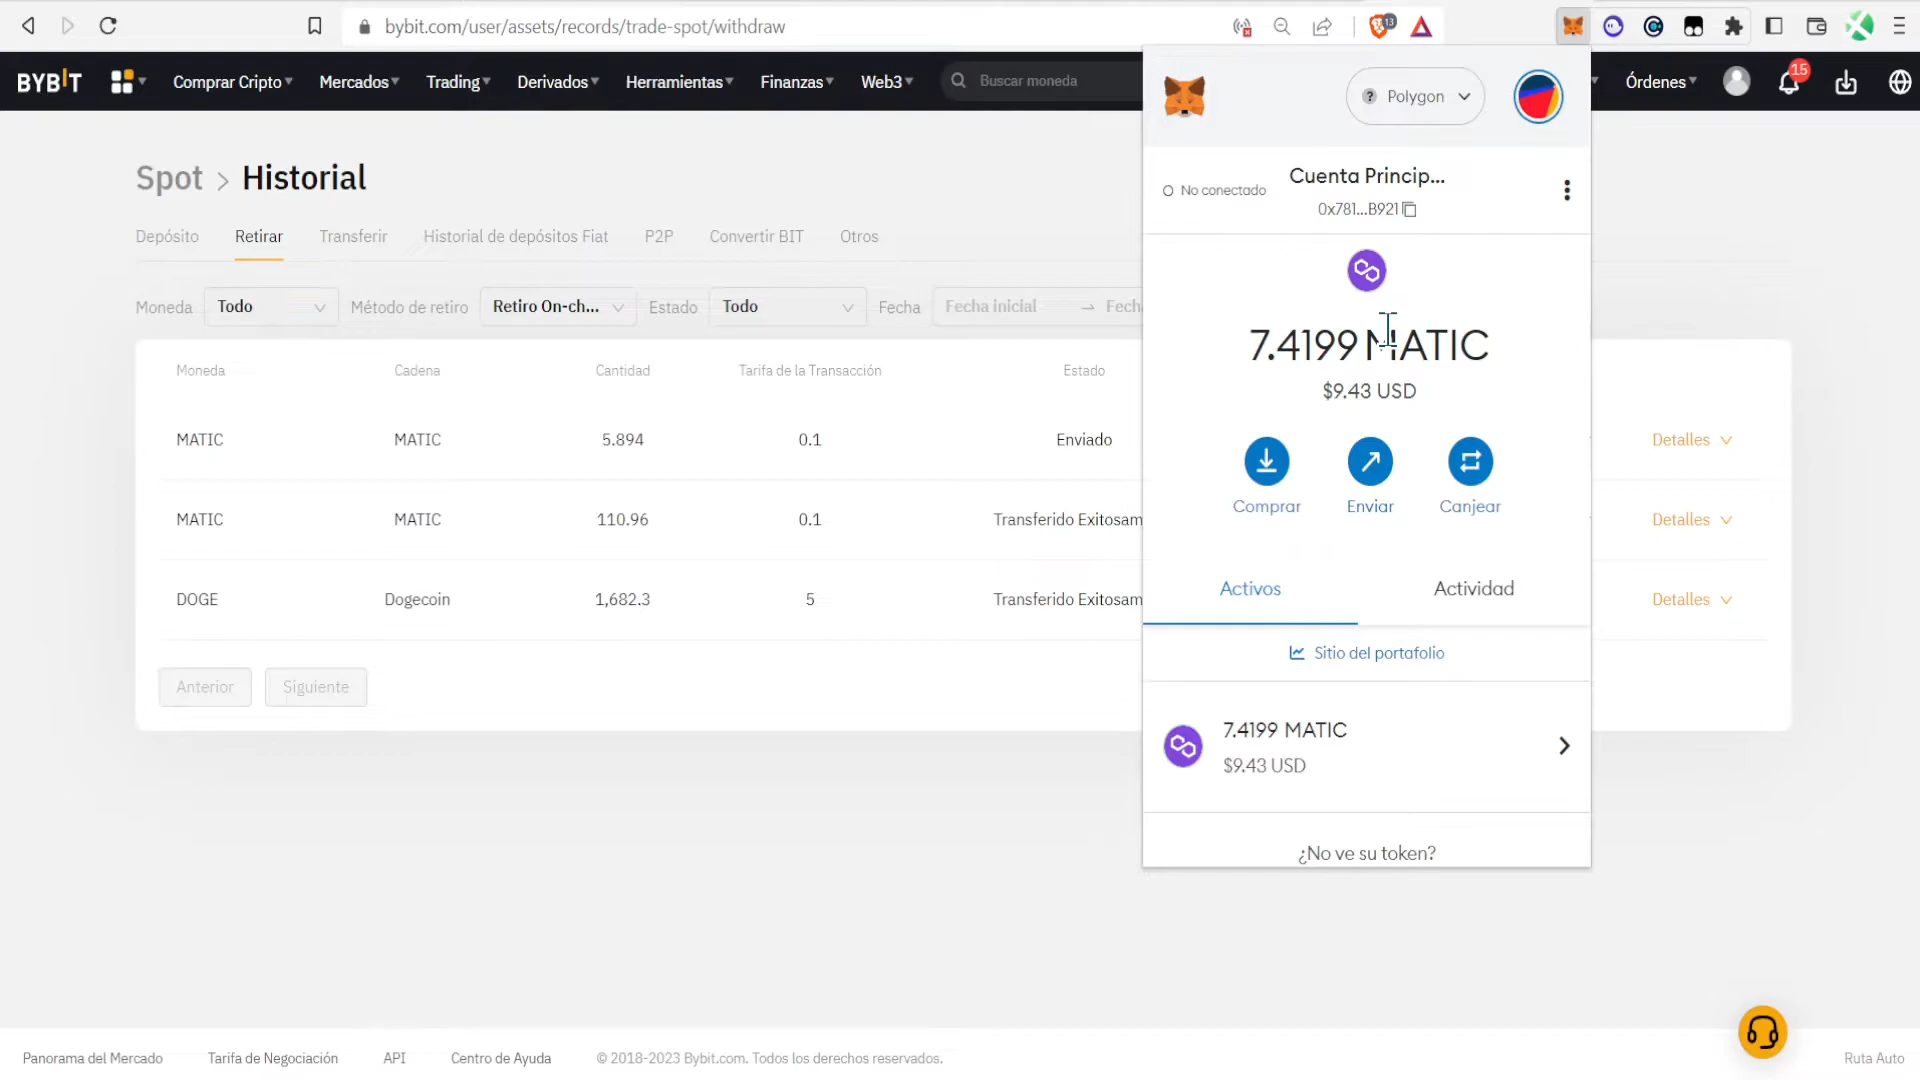 bybit.com/user/assets/records/trade-spot/withdraw
13
BYBIT
Comprar Cripto
Mercados
Trading
Derivados
Herramientas
Finanzas
Web3
Buscar moneda
Órdenes
15
Spot > Historial
Depósito
Retirar
Transferir
Historial de depósitos Fiat
P2P
Convertir BIT
Otros
Moneda
Todo
Método de retiro
Retiro On-ch...
Estado
Todo
Fecha
Fecha inicial → Fech
Moneda
Cadena
Cantidad
Tarifa de la Transacción
Estado
MATIC
MATIC
5.894
0.1
Enviado
Detalles
MATIC
MATIC
110.96
0.1
Transferido Exitosam
Detalles
DOGE
Dogecoin
1,682.3
5
Transferido Exitosam
Detalles
Anterior
Siguiente
? Polygon
No conectado
Cuenta Princip...
0x781...B921
7.4199 MATIC
$9.43 USD
Comprar
Enviar
Canjear
Activos
Actividad
Sitio del portafolio
7.4199 MATIC
$9.43 USD
¿No ve su token?
Panorama del Mercado
Tarifa de Negociación
API
Centro de Ayuda
© 2018-2023 Bybit.com. Todos los derechos reservados.
Ruta Auto